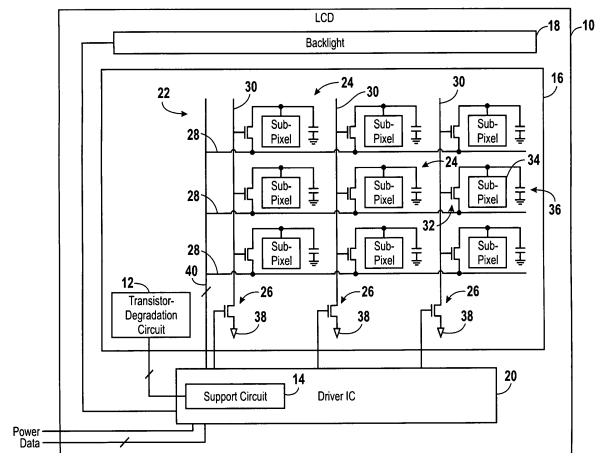 LCD
10
18
Backlight
30
24
30
30
16
22
Sub-
Pixel
Sub-
Pixel
Sub-
Pixel
28
24
34
Sub-
Pixel
Sub-
Pixel
Sub-
Pixel
28
32
36
Sub-
Pixel
Sub-
Pixel
Sub-
Pixel
28
40
12
26
26
26
Transistor-
Degradation
Circuit
38
38
38
14
20
Support Circuit
Driver IC
Power
Data